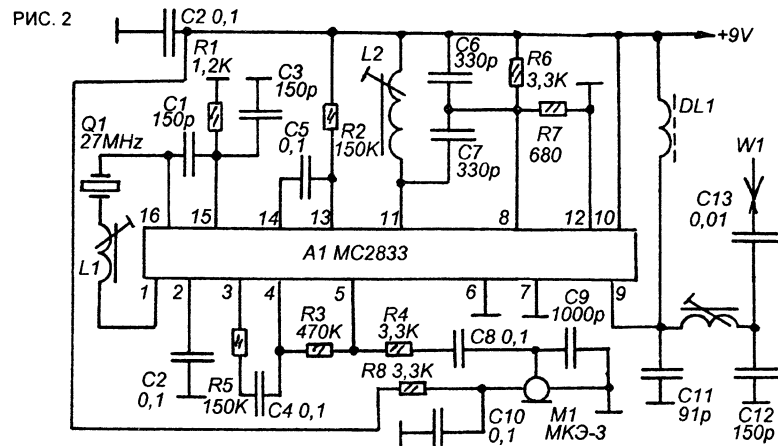 РИС. 2
C2 0,1
+9V
R1
1,2K
C3
150p
C1
150p
Q1
27MHz
C5
0,1
R2
150K
L2
C6
330p
C7
330p
R6
3,3K
R7
680
DL1
W1
C13
0,01
16
15
14
13
11
8
12
10
A1 MC2833
L1
1
2
3
4
5
6
7
9
C2
0,1
R5
150K
C4 0,1
R3
470K
R4
3,3K
R8 3,3K
C8 0,1
C9
1000p
C10
0,1
M1
МКЭ-3
C11
91p
C12
150p